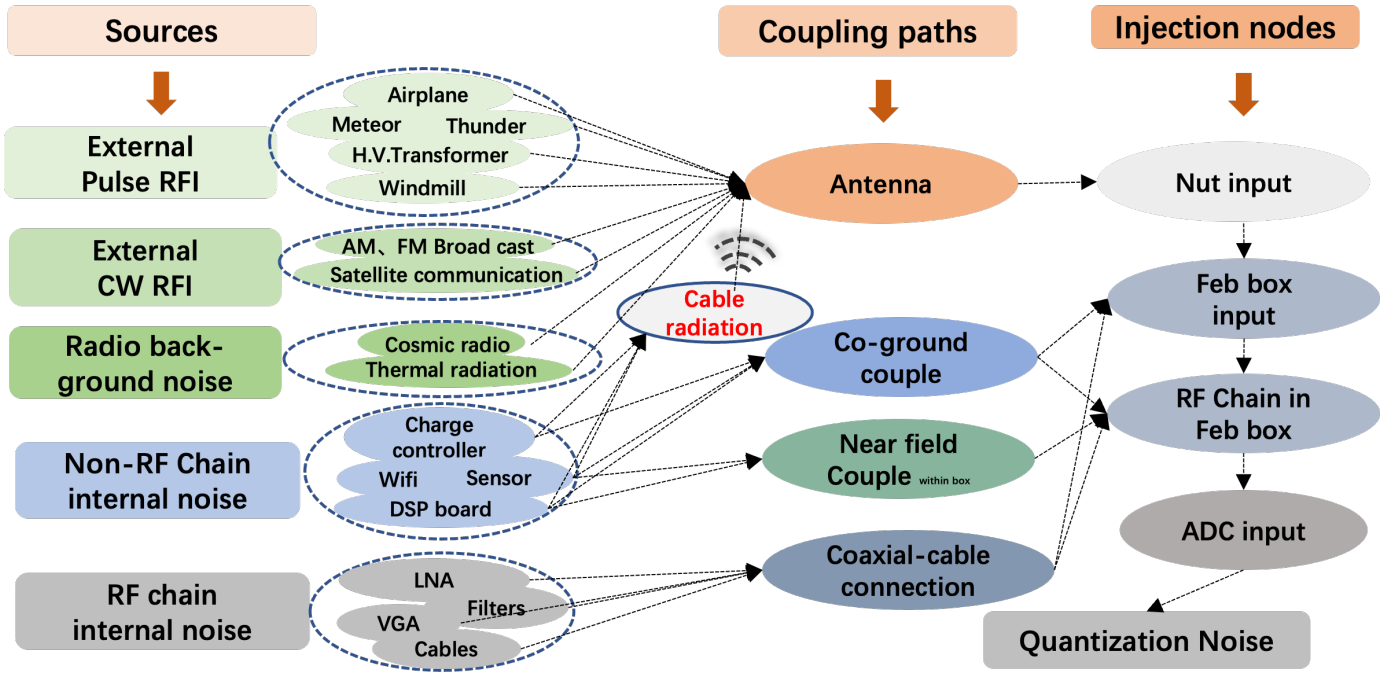 Sources
Coupling paths
Injection nodes
External
Pulse RFI
Airplane
Meteor
Thunder
H.V.Transformer
Windmill
Antenna
Nut input
External
CW RFI
AM、FM Broad cast
Satellite communication
Cable
radiation
Feb box
input
Radio back-
ground noise
Cosmic radio
Thermal radiation
Co-ground
couple
RF Chain in
Feb box
Non-RF Chain
internal noise
Charge
controller
Wifi
Sensor
DSP board
Near field
Couple within box
ADC input
RF chain
internal noise
LNA
Filters
VGA
Cables
Coaxial-cable
connection
Quantization Noise